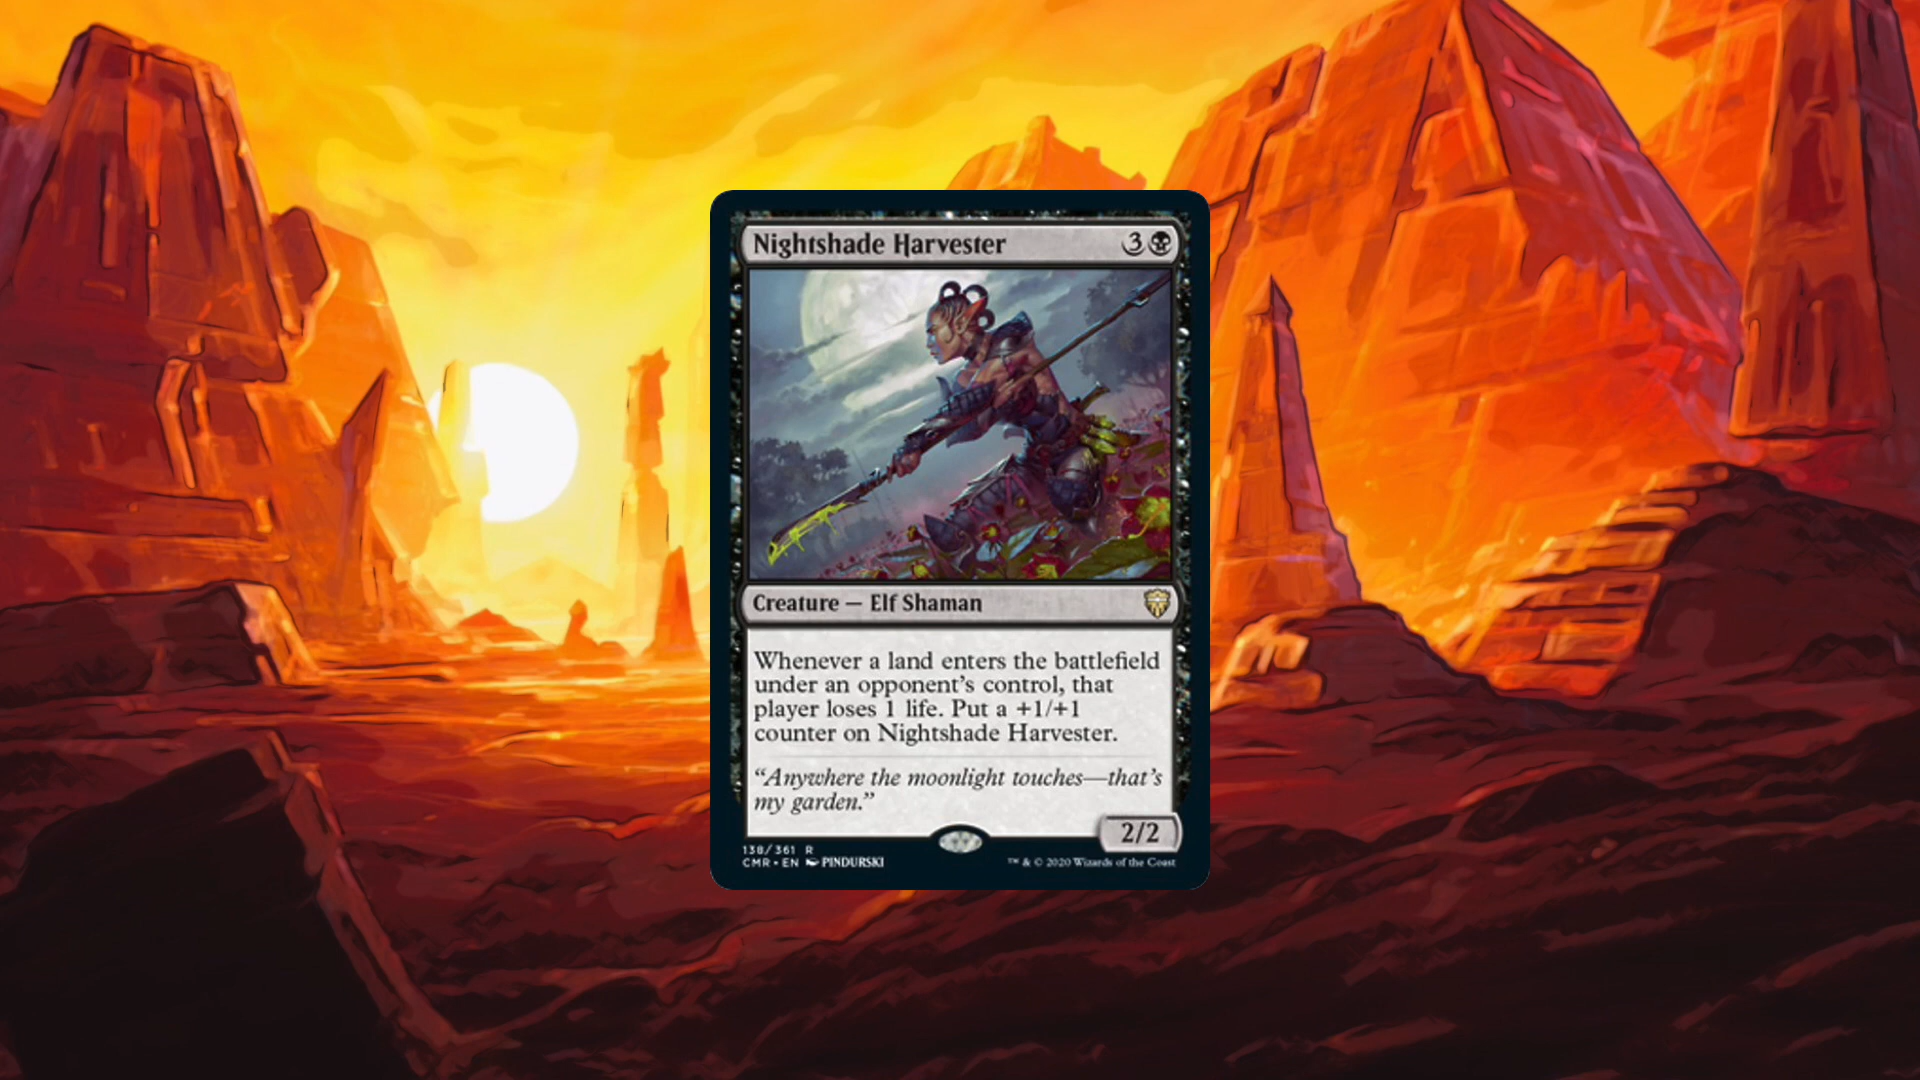 Nightshade Harvester 3
Creature — Elf Shaman
Whenever a land enters the battlefield
under an opponent's control, that
player loses 1 life. Put a +1/+1
counter on Nightshade Harvester.
“Anywhere the moonlight touches—that's
my garden.”
2/2
138/361 R
CMR • EN PINDURSKI
™ & © 2020 Wizards of the Coast